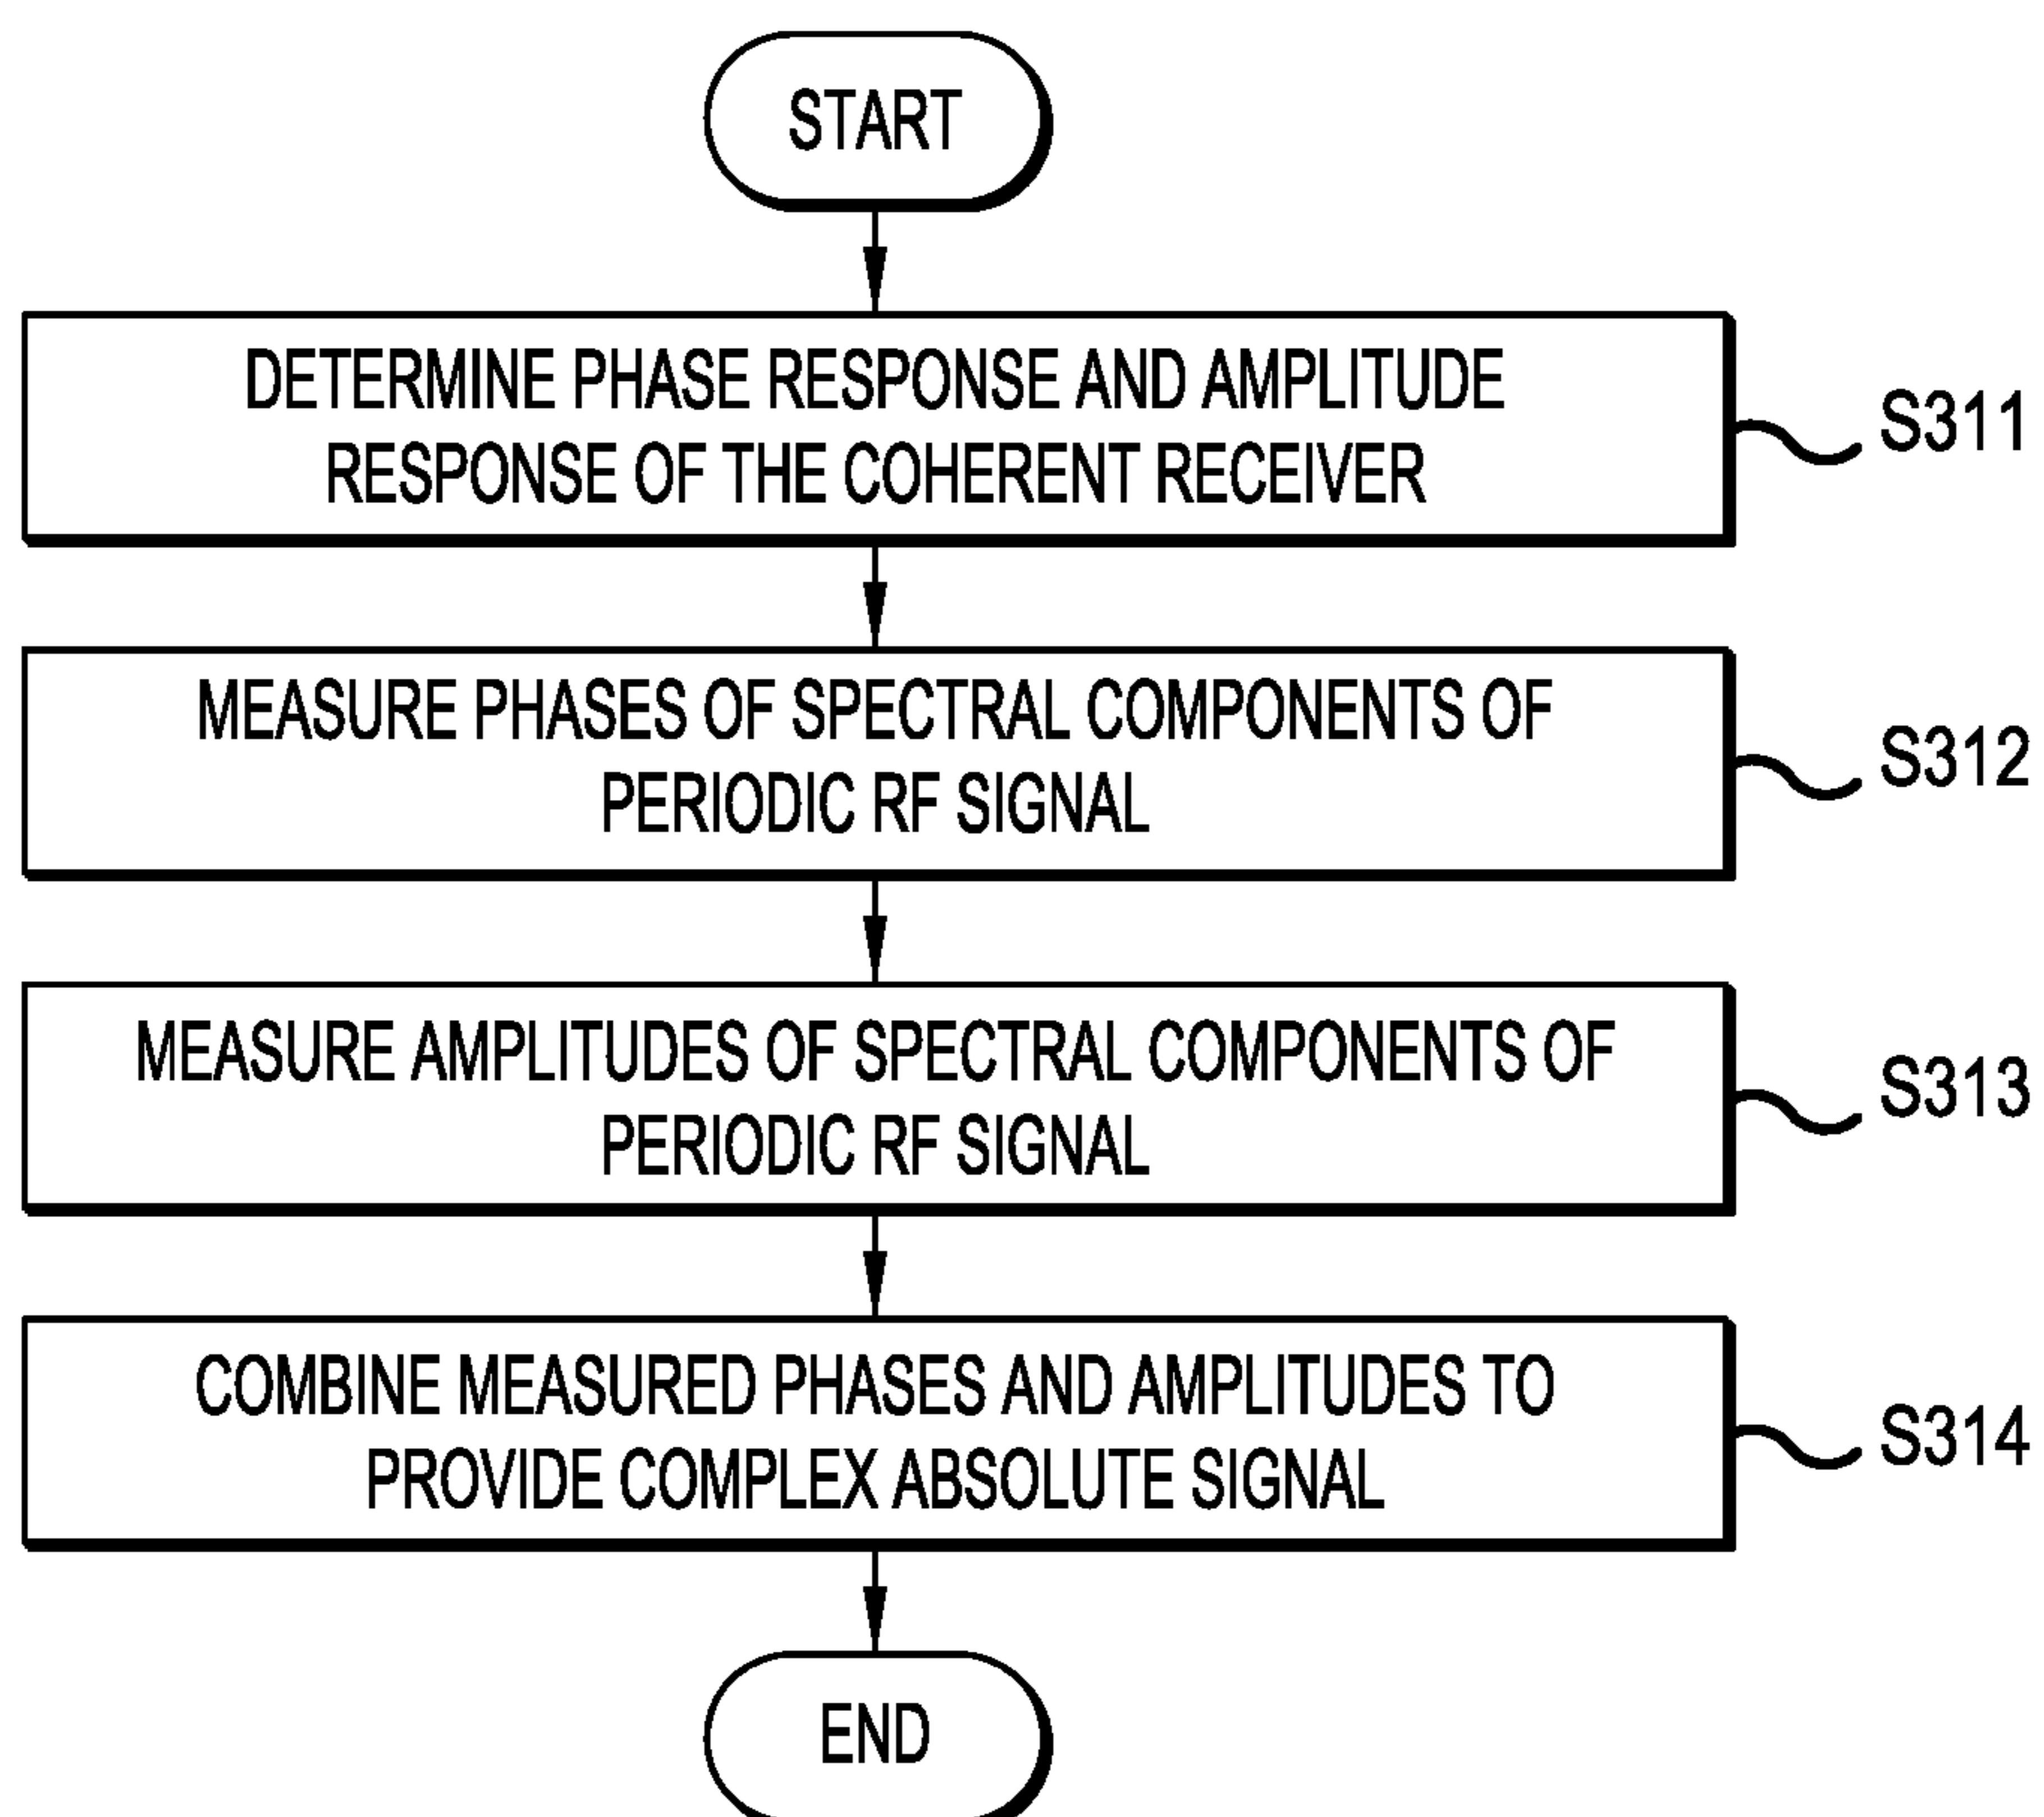 START
DETERMINE PHASE RESPONSE AND AMPLITUDE
RESPONSE OF THE COHERENT RECEIVER
S311
MEASURE PHASES OF SPECTRAL COMPONENTS OF
PERIODIC RF SIGNAL
S312
MEASURE AMPLITUDES OF SPECTRAL COMPONENTS OF
PERIODIC RF SIGNAL
S313
COMBINE MEASURED PHASES AND AMPLITUDES TO
PROVIDE COMPLEX ABSOLUTE SIGNAL
S314
END